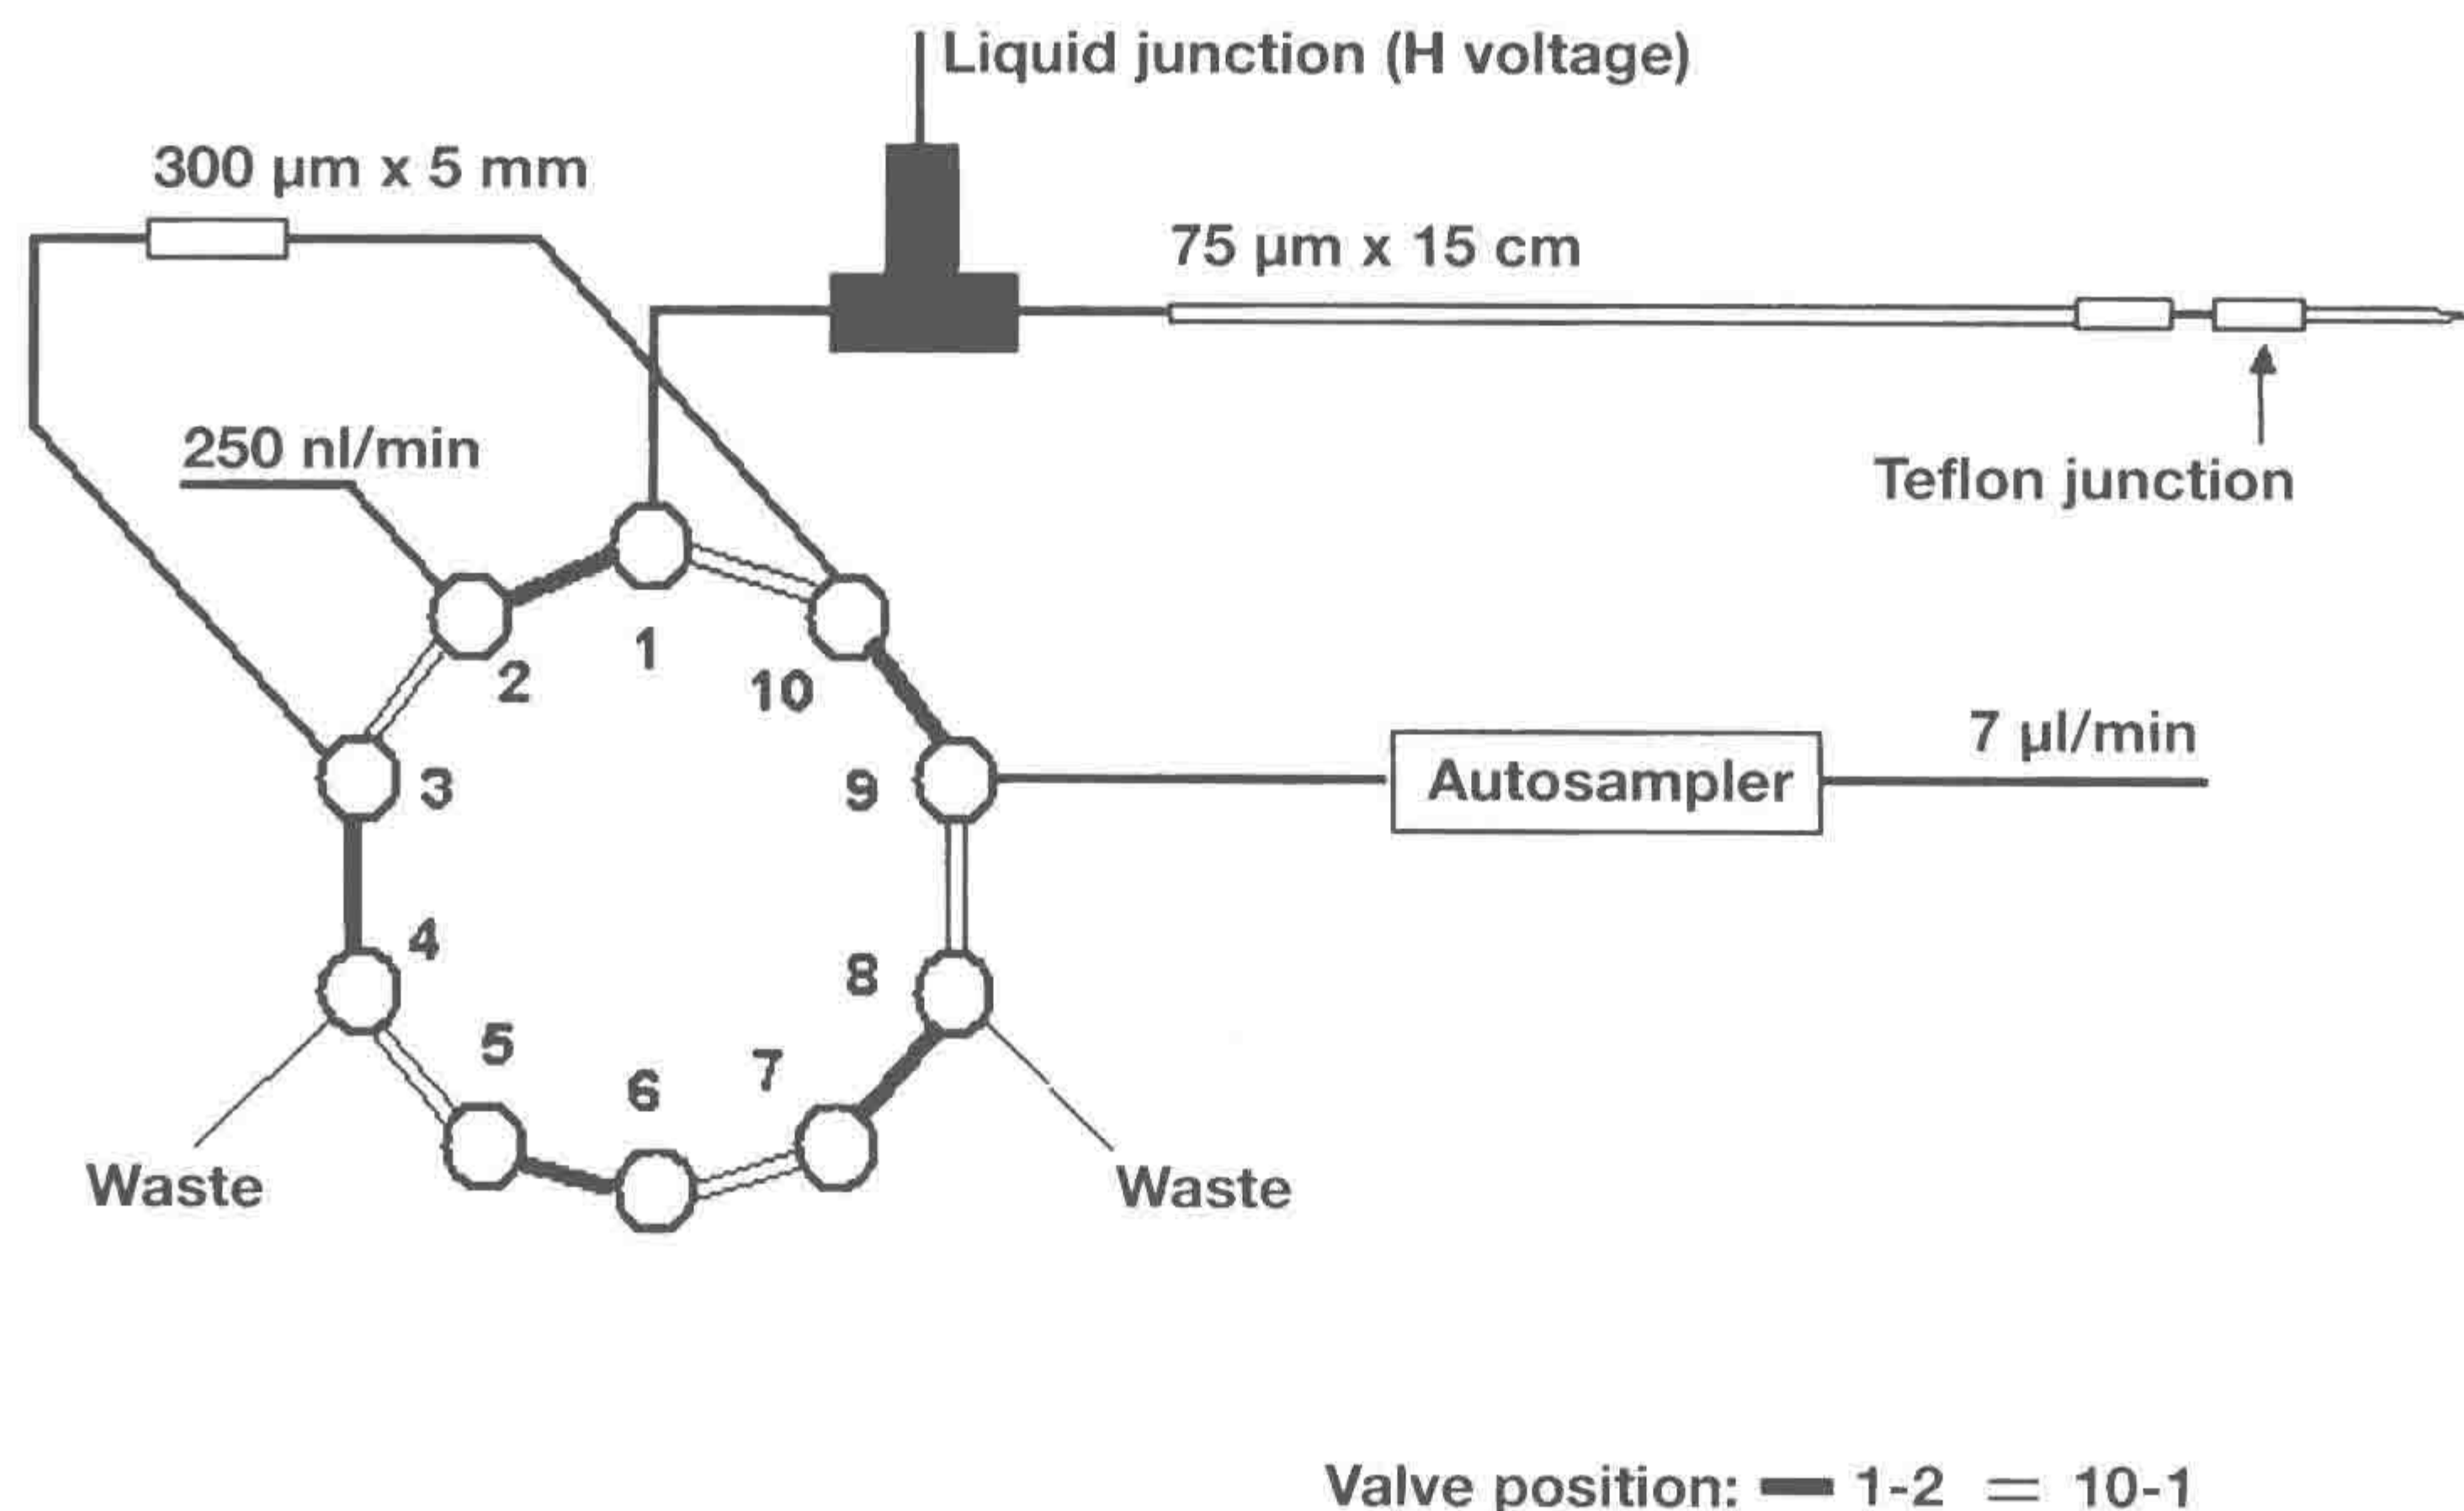 Liquid junction (H voltage)
300 µm x 5 mm
75 µm x 15 cm
250 nl/min
Teflon junction
1
2
10
3
9
7 µl/min
Autosampler
4
8
5
6
7
Waste
Waste
Valve position: 1-2 10-1